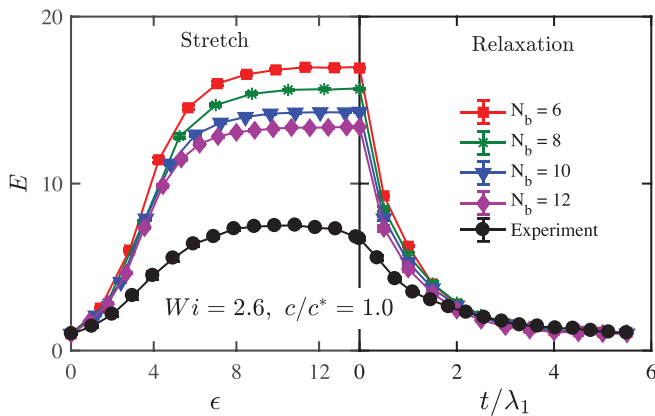 20
10
0
E
Stretch
Relaxation
N_b = 6
N_b = 8
N_b = 10
N_b = 12
Experiment
Wi = 2.6, c/c* = 1.0
0 4 8 12 0 2 4 6
ϵ
t/λ₁